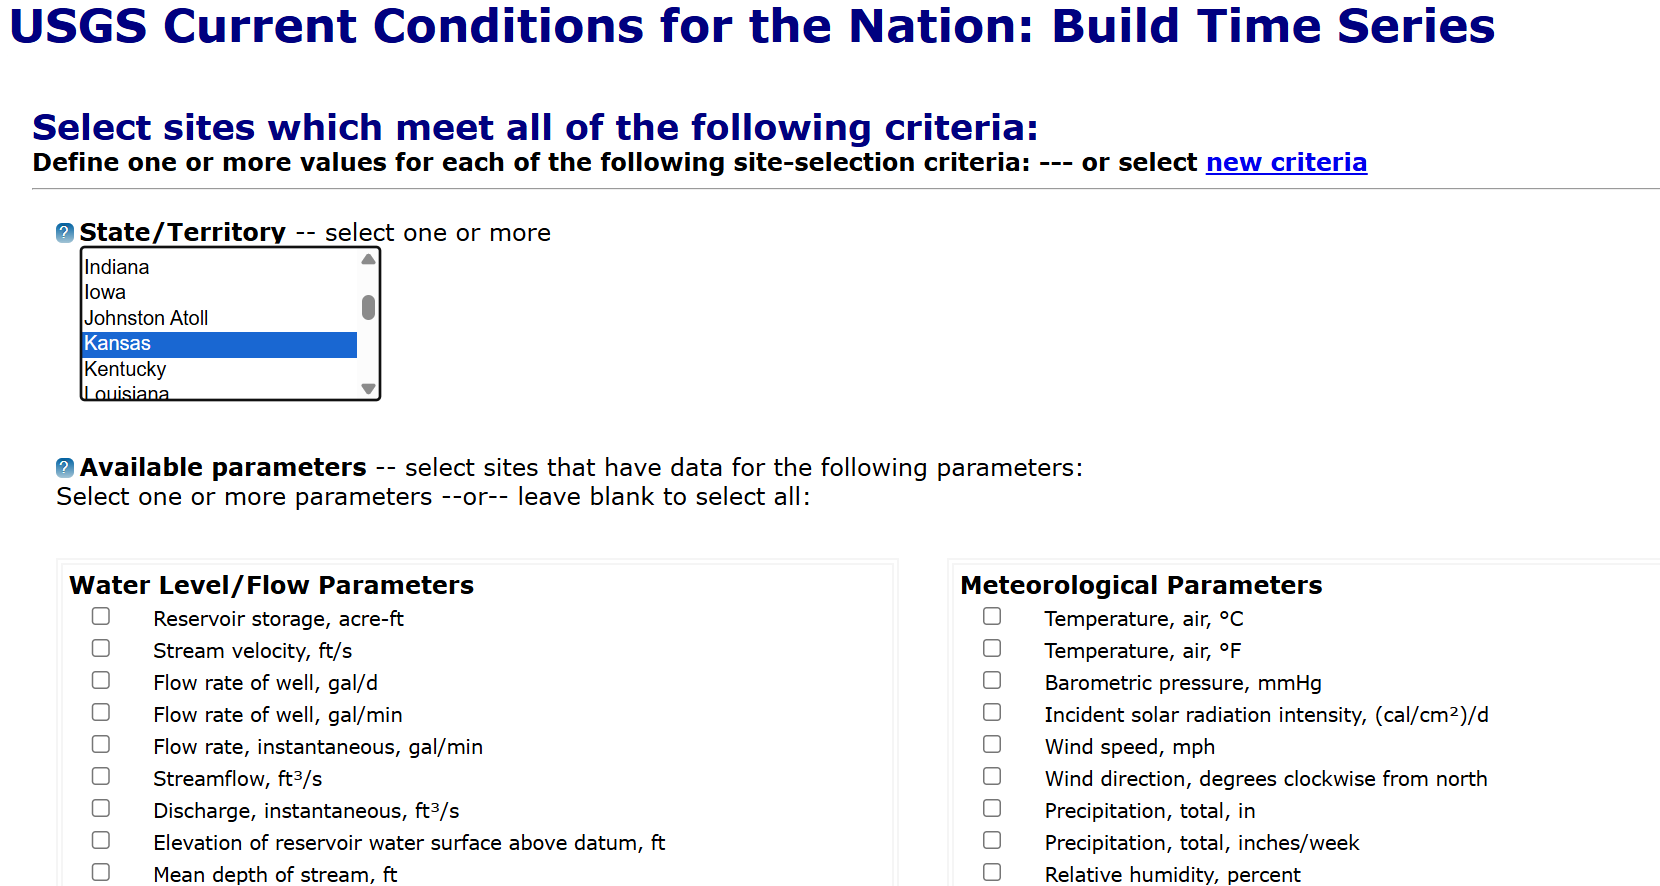 USGS Current Conditions for the Nation: Build Time Series
Select sites which meet all of the following criteria:
Define one or more values for each of the following site-selection criteria: --- or select new criteria
? State/Territory -- select one or more
Indiana
Iowa
Johnston Atoll
Kansas
Kentucky
Louisiana
? Available parameters -- select sites that have data for the following parameters:
Select one or more parameters --or-- leave blank to select all:
Water Level/Flow Parameters
Reservoir storage, acre-ft
Stream velocity, ft/s
Flow rate of well, gal/d
Flow rate of well, gal/min
Flow rate, instantaneous, gal/min
Streamflow, ft³/s
Discharge, instantaneous, ft³/s
Elevation of reservoir water surface above datum, ft
Mean depth of stream, ft
Meteorological Parameters
Temperature, air, °C
Temperature, air, °F
Barometric pressure, mmHg
Incident solar radiation intensity, (cal/cm²)/d
Wind speed, mph
Wind direction, degrees clockwise from north
Precipitation, total, in
Precipitation, total, inches/week
Relative humidity, percent